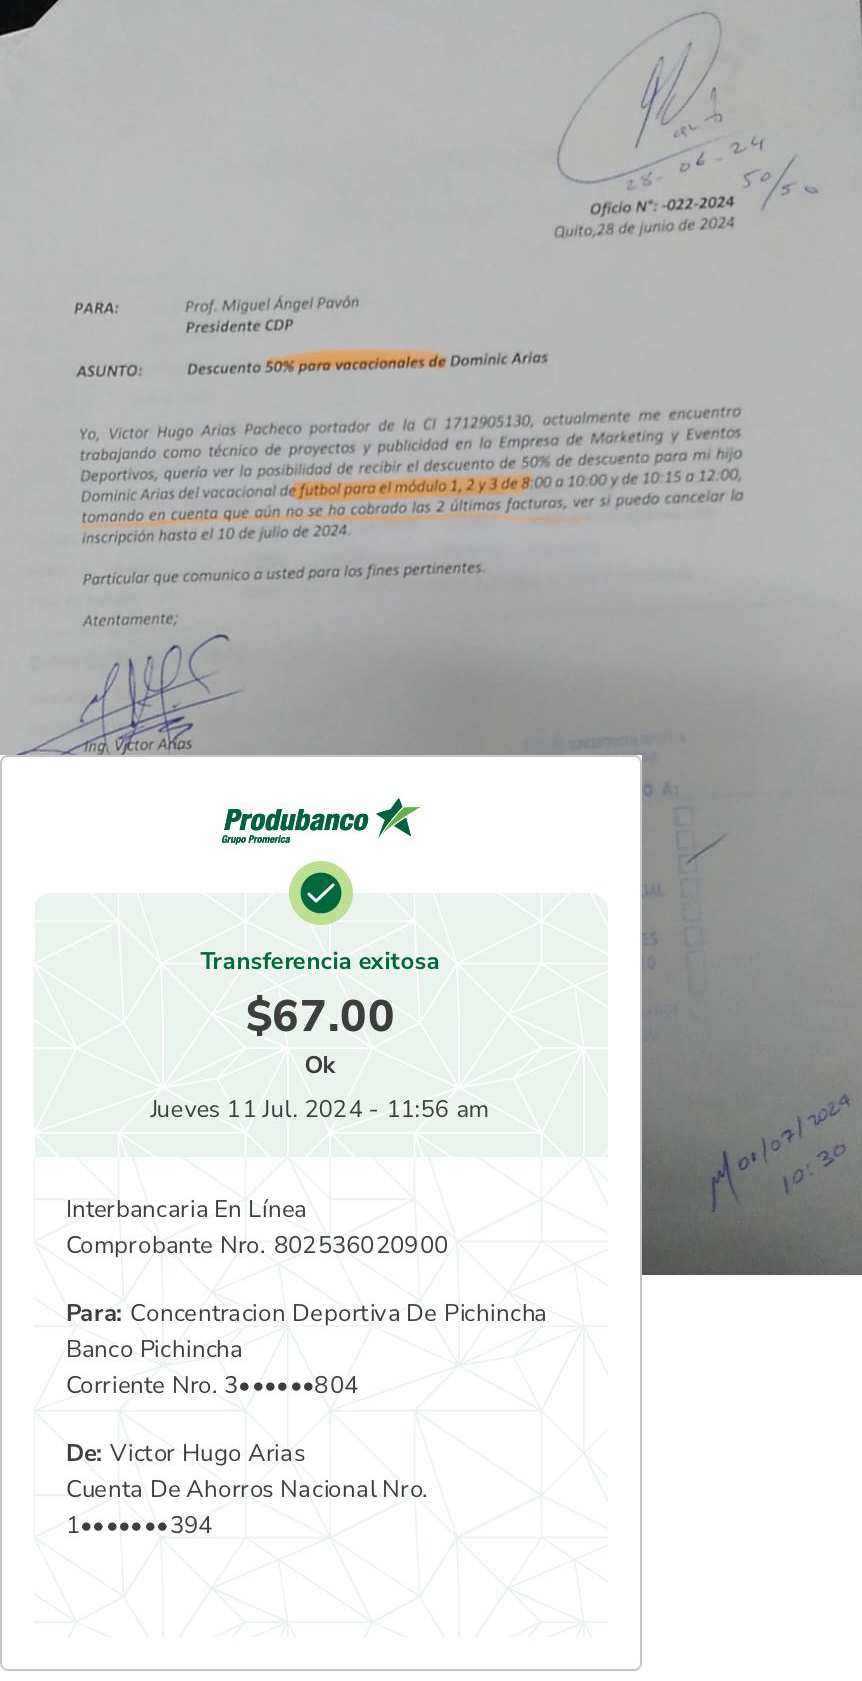 28-06-24
50/50
Oficio N°: -022-2024
Quito,28 de junio de 2024
PARA: Prof. Miguel Ángel Pavón
Presidente CDP
ASUNTO: Descuento 50% para vacacionales de Dominic Arias
Yo, Victor Hugo Arias Pacheco portador de la CI 1712905130, actualmente me encuentro
trabajando como técnico de proyectos y publicidad en la Empresa de Marketing y Eventos
Deportivos, quería ver la posibilidad de recibir el descuento de 50% de descuento para mi hijo
Dominic Arias del vacacional de futbol para el módulo 1, 2 y 3 de 8:00 a 10:00 y de 10:15 a 12:00,
tomando en cuenta que aún no se ha cobrado las 2 últimas facturas, ver si puedo cancelar la
inscripción hasta el 10 de julio de 2024.
Particular que comunico a usted para los fines pertinentes.
Atentamente;
Ing. Victor Arias
Produbanco
Grupo Promerica
Transferencia exitosa
$67.00
Ok
Jueves 11 Jul. 2024 - 11:56 am
Interbancaria En Línea
Comprobante Nro. 802536020900
Para: Concentracion Deportiva De Pichincha
Banco Pichincha
Corriente Nro. 3••••••804
De: Victor Hugo Arias
Cuenta De Ahorros Nacional Nro.
1•••••••394
10:30